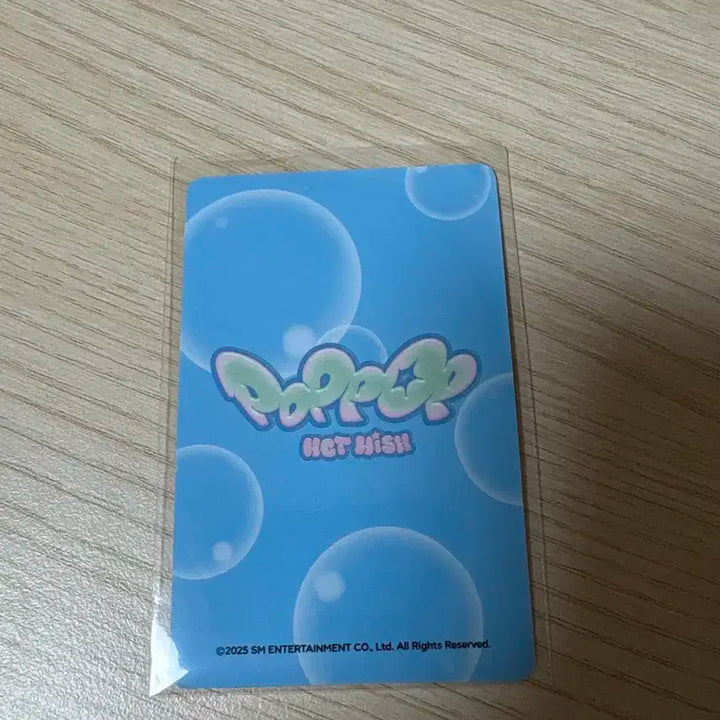 POPPOP
NCT WISH
©2025 SM ENTERTAINMENT CO., Ltd. All Rights Reserved.